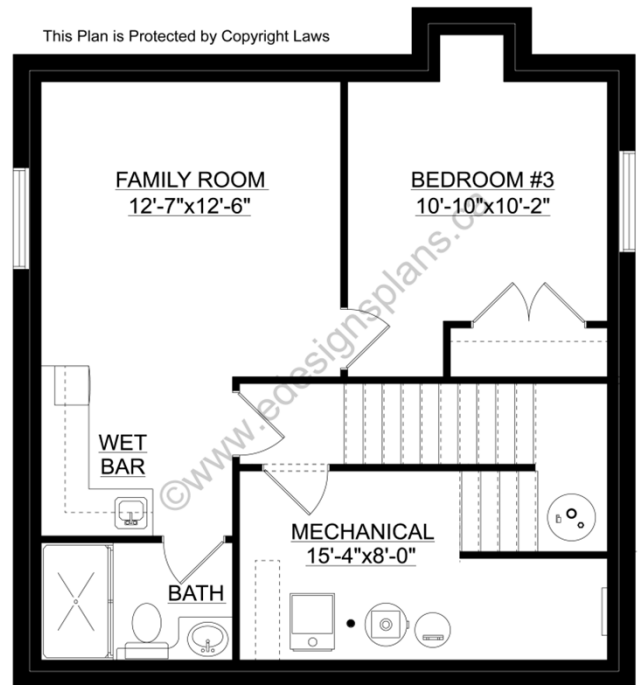 This Plan is Protected by Copyright Laws
FAMILY ROOM
12'-7"x12'-6"
BEDROOM #3
10'-10"x10'-2"
©www.edesignsplans.ca
WET
BAR
MECHANICAL
15'-4"x8'-0"
BATH